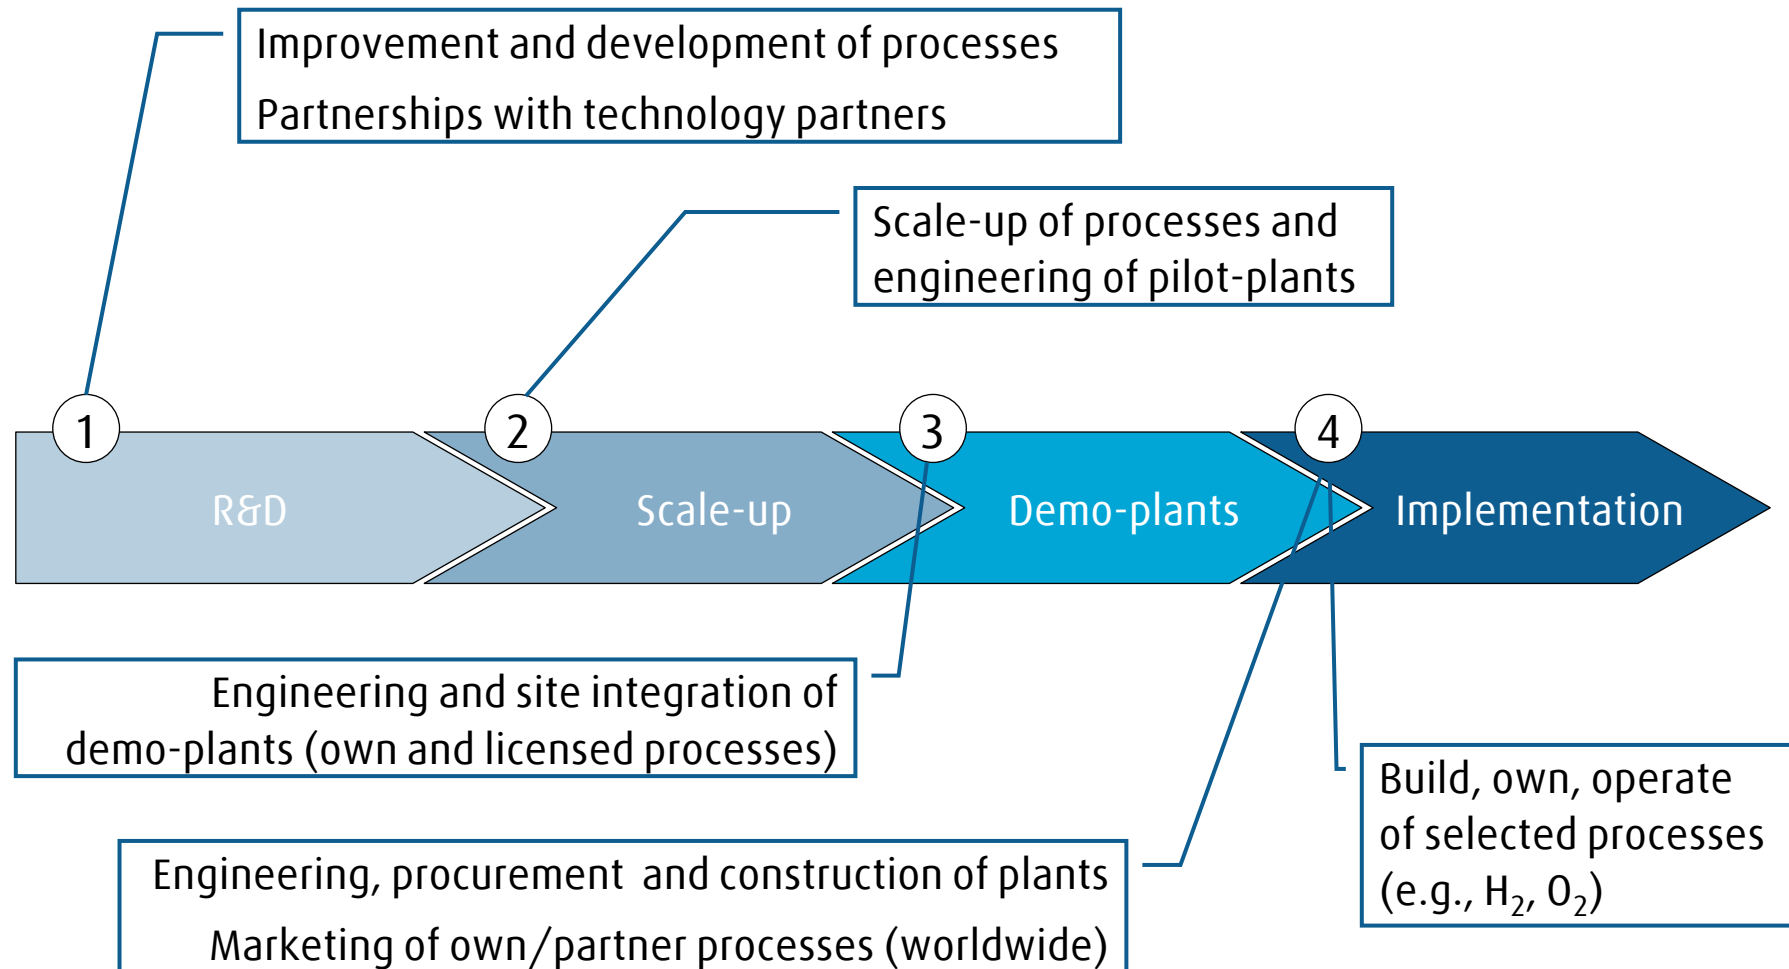 Improvement and development of processes
Partnerships with technology partners
Scale-up of processes and
engineering of pilot-plants
1
2
3
4
R&D
Scale-up
Demo-plants
Implementation
Engineering and site integration of
demo-plants (own and licensed processes)
Build, own, operate
of selected processes
(e.g., H₂, O₂)
Engineering, procurement  and construction of plants
Marketing of own/partner processes (worldwide)